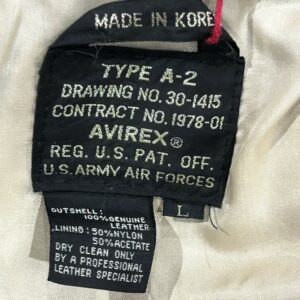 MADE IN KORE
TYPE A-2
DRAWING NO. 30-1415
CONTRACT NO. 1978-01
AVIREX®
REG. U.S. PAT. OFF.
U.S. ARMY AIR FORCES
L
OUTSHELL:
100% GENUINE
LEATHER
LINING: 50% NYLON
50% ACETATE
DRY CLEAN ONLY
BY A PROFESSIONAL
LEATHER SPECIALIST